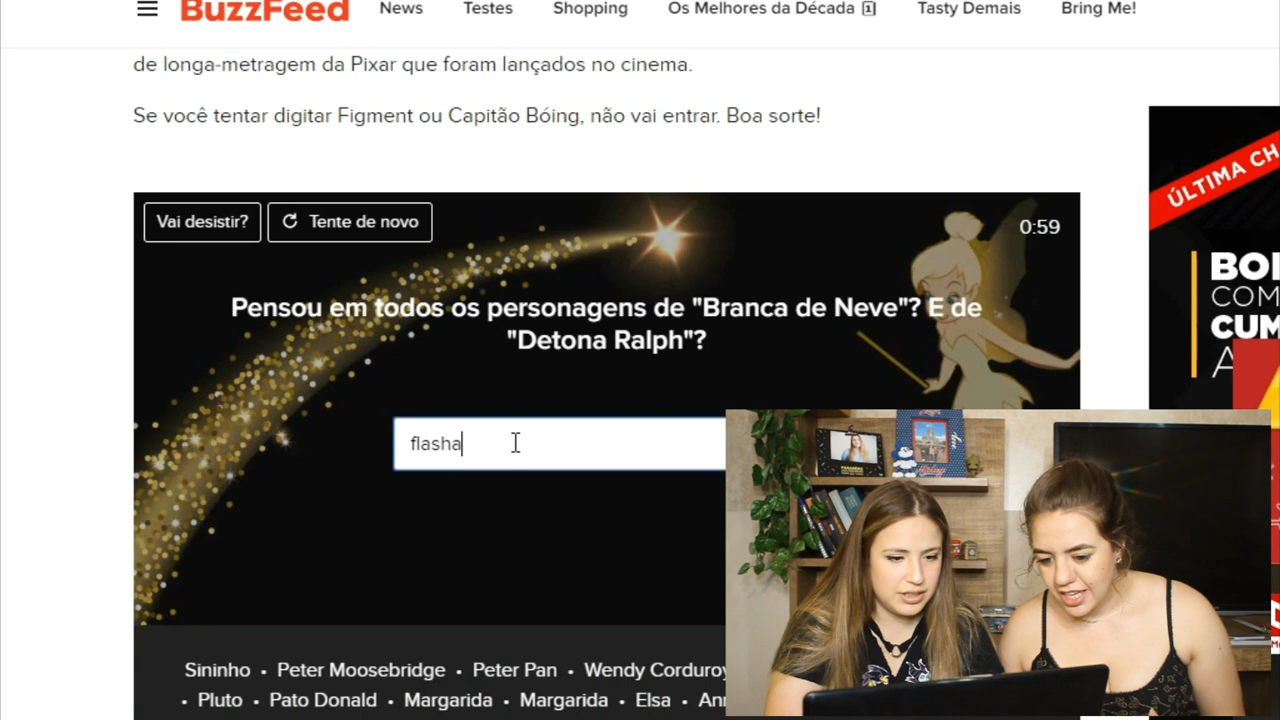 BuzzFeed News Testes Shopping Os Melhores da Década Tasty Demais Bring Me!
de longa-metragem da Pixar que foram lançados no cinema.
Se você tentar digitar Figment ou Capitão Bóing, não vai entrar. Boa sorte!
ÚLTIMA CH
Vai desistir? Tente de novo 0:59
BO
COM
CUM
A
Pensou em todos os personagens de "Branca de Neve"? E de
"Detona Ralph"?
flasha
Sininho • Peter Moosebridge • Peter Pan • Wendy Corduroy
• Pluto • Pato Donald • Margarida • Margarida • Elsa • An